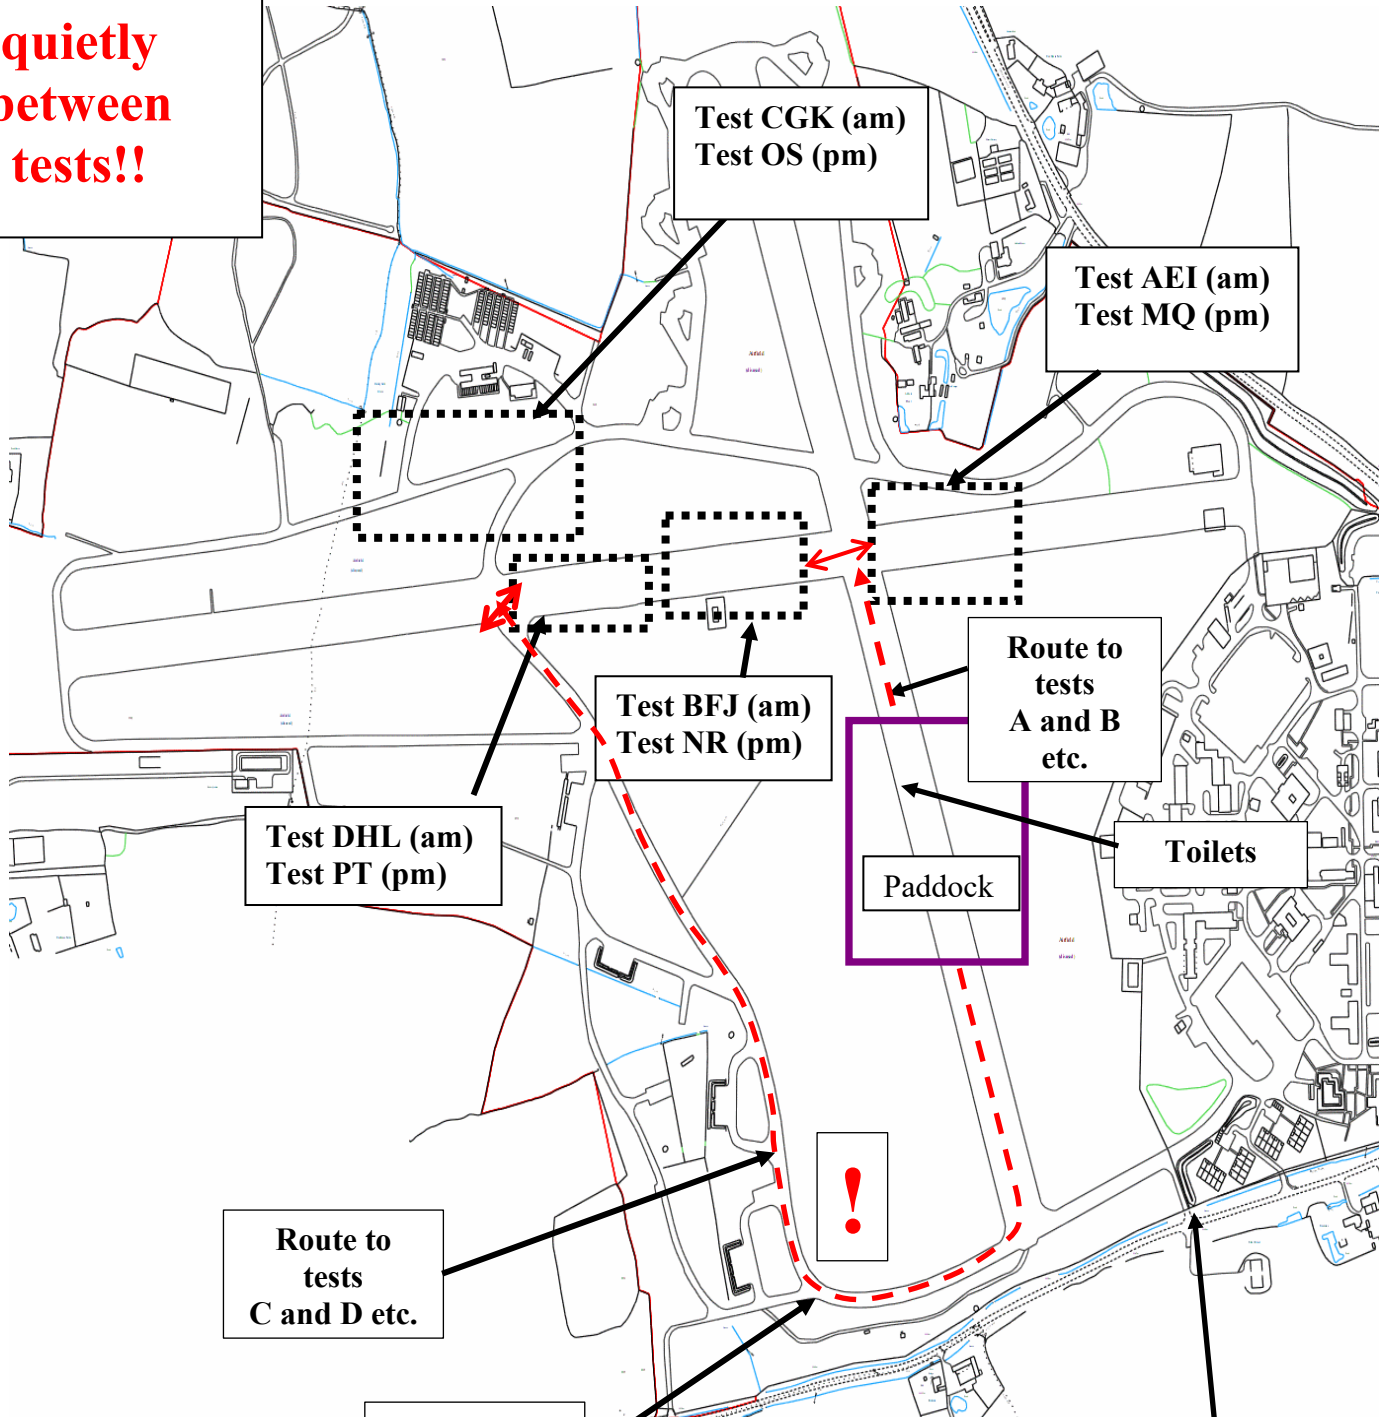 quietly
between
tests!!
Test CGK (am)
Test OS (pm)
Test AEI (am)
Test MQ (pm)
Route to
tests
A and B
etc.
Test BFJ (am)
Test NR (pm)
Test DHL (am)
Test PT (pm)
Toilets
Paddock
!
Route to
tests
C and D etc.